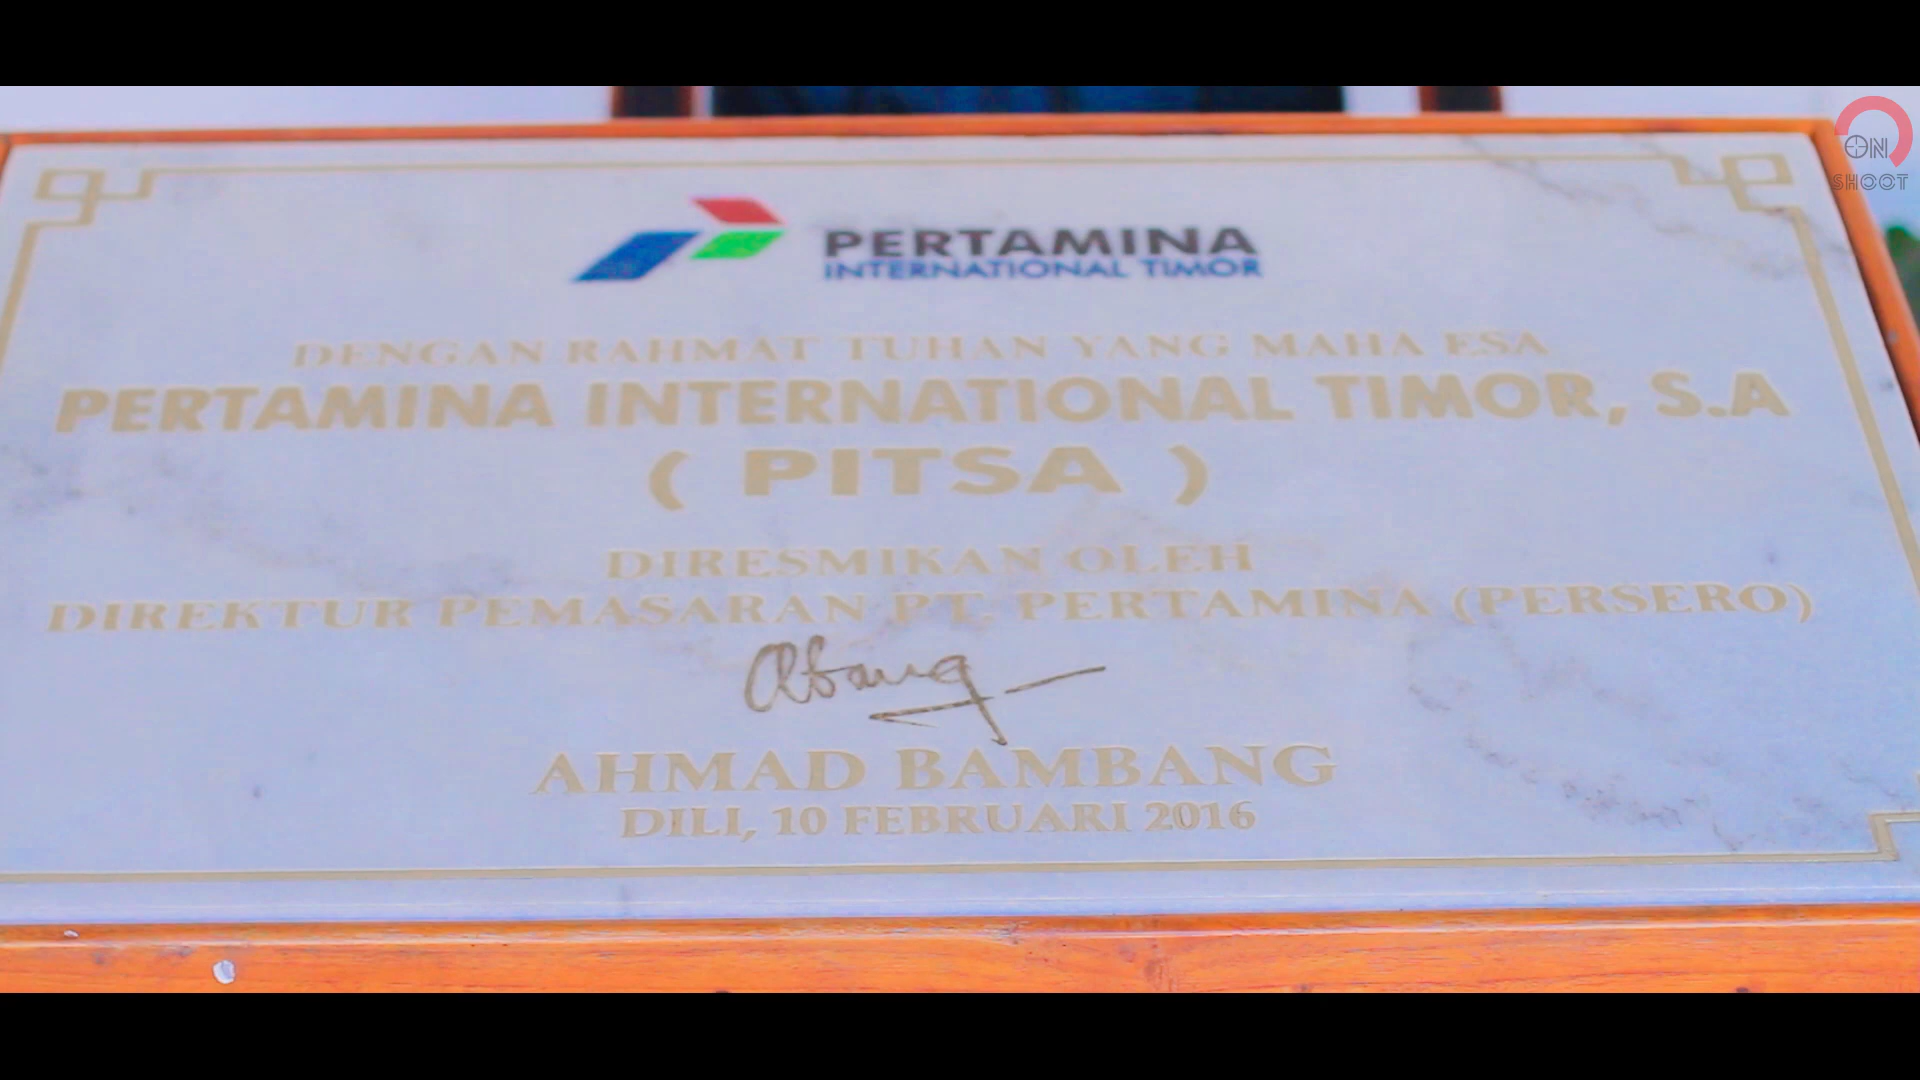 ON
SHOOT
PERTAMINA
INTERNATIONAL TIMOR
DENGAN RAHMAT TUHAN YANG MAHA ESA
PERTAMINA INTERNATIONAL TIMOR, S.A
( PITSA )
DIRESMIKAN OLEH
DIREKTUR PEMASARAN PT. PERTAMINA (PERSERO)
Abang
AHMAD BAMBANG
DILI, 10 FEBRUARI 2016